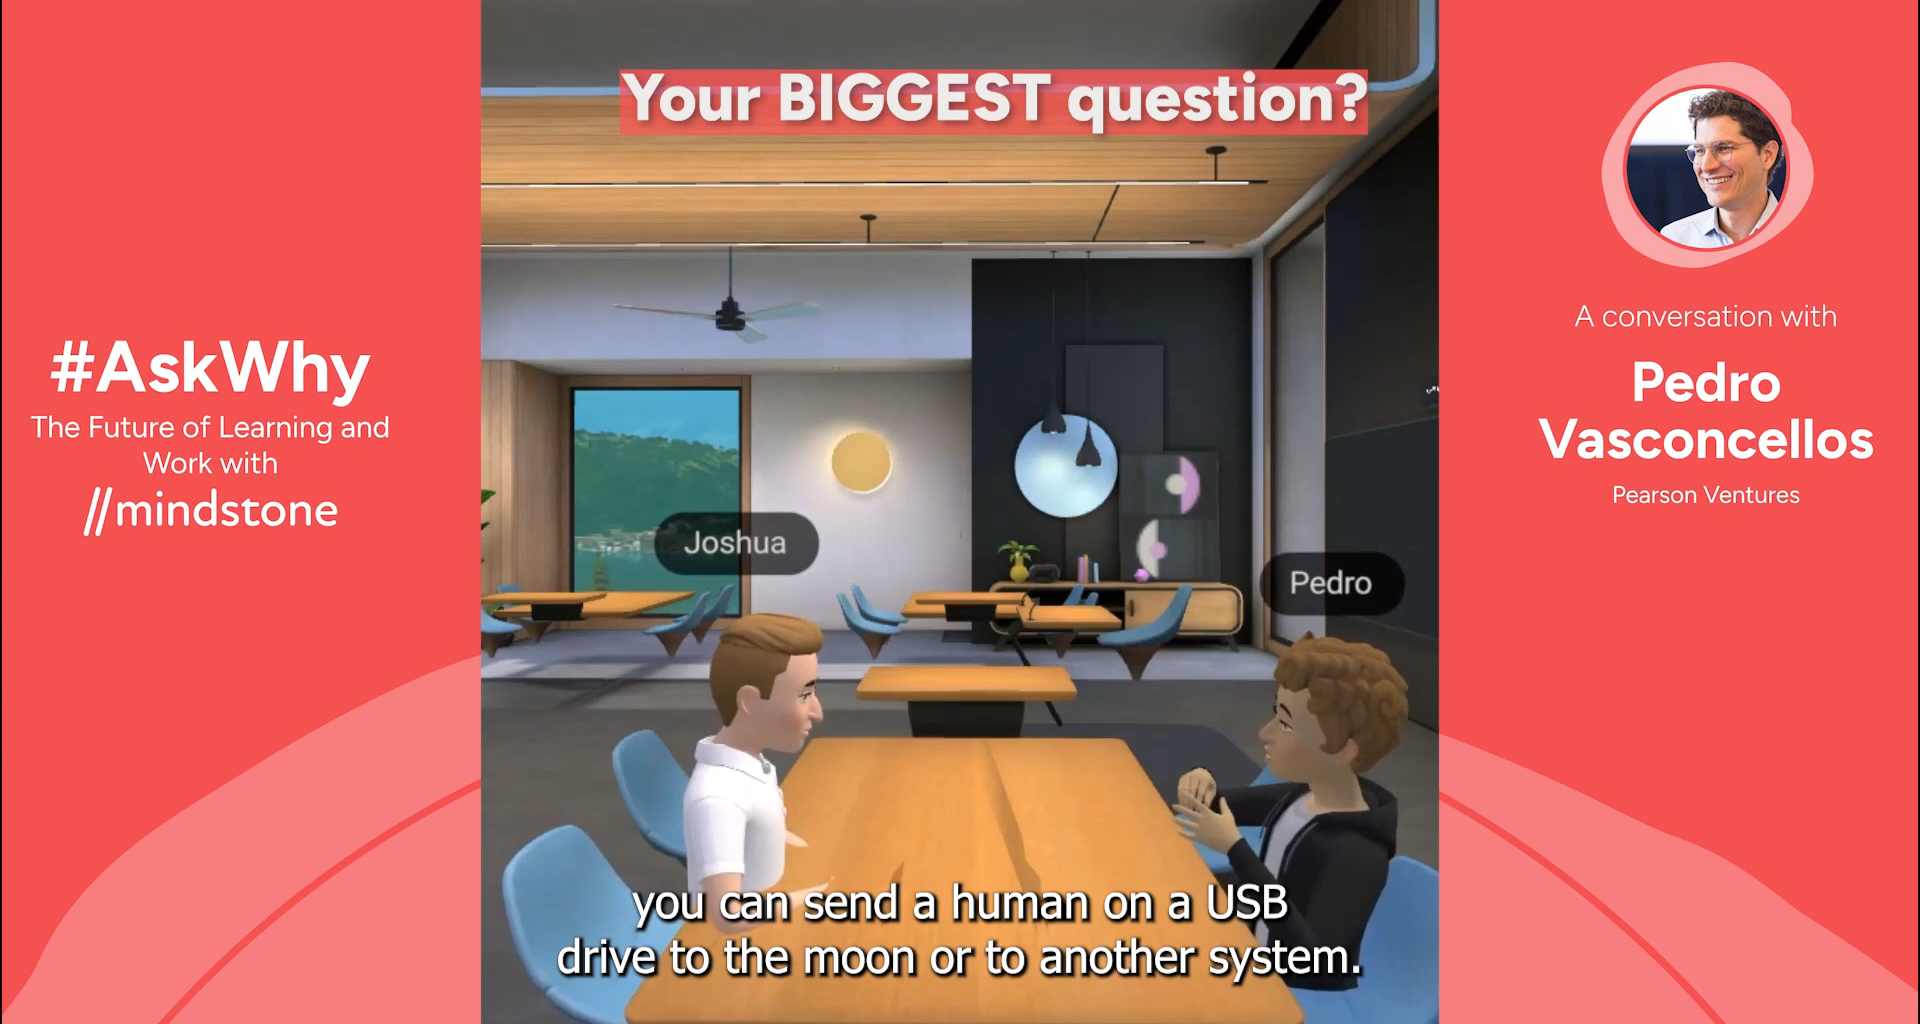 Your BIGGEST question?
#AskWhy
The Future of Learning and
Work with
//mindstone
Joshua
Pedro
you can send a human on a USB
drive to the moon or to another system.
A conversation with
Pedro
Vasconcellos
Pearson Ventures